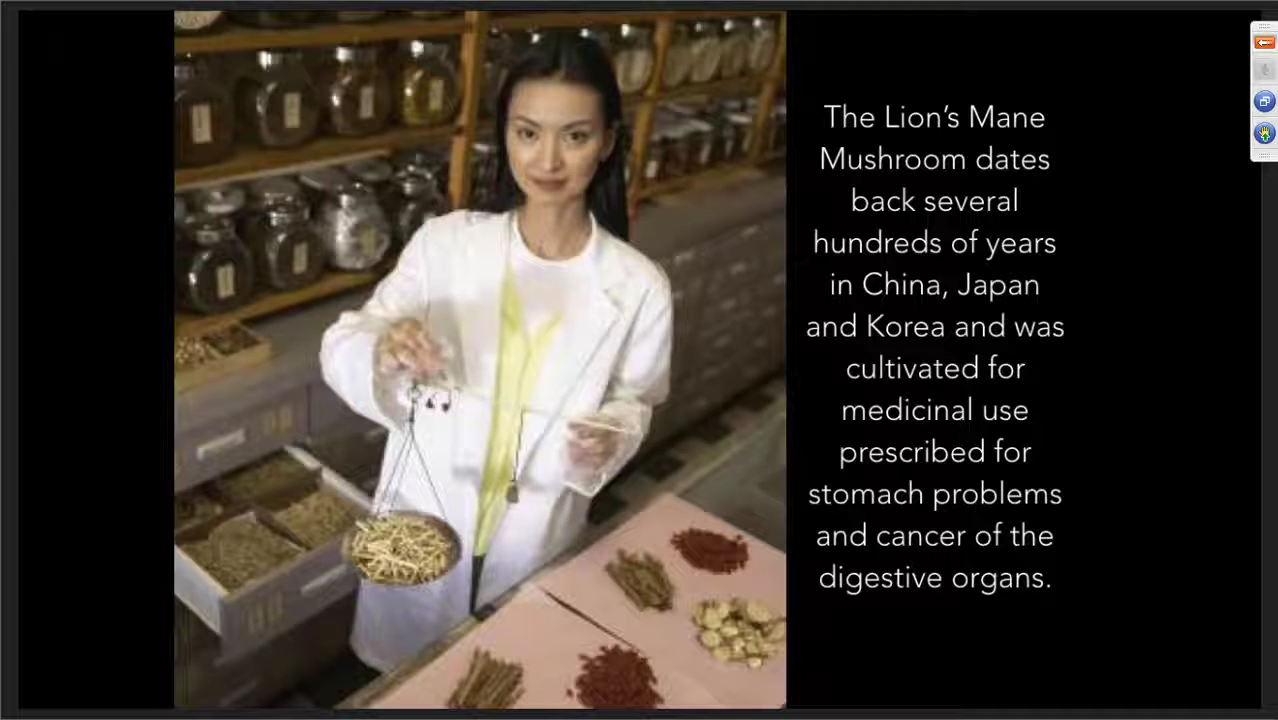 The Lion’s Mane
Mushroom dates
back several
hundreds of years
in China, Japan
and Korea and was
cultivated for
medicinal use
prescribed for
stomach problems
and cancer of the
digestive organs.